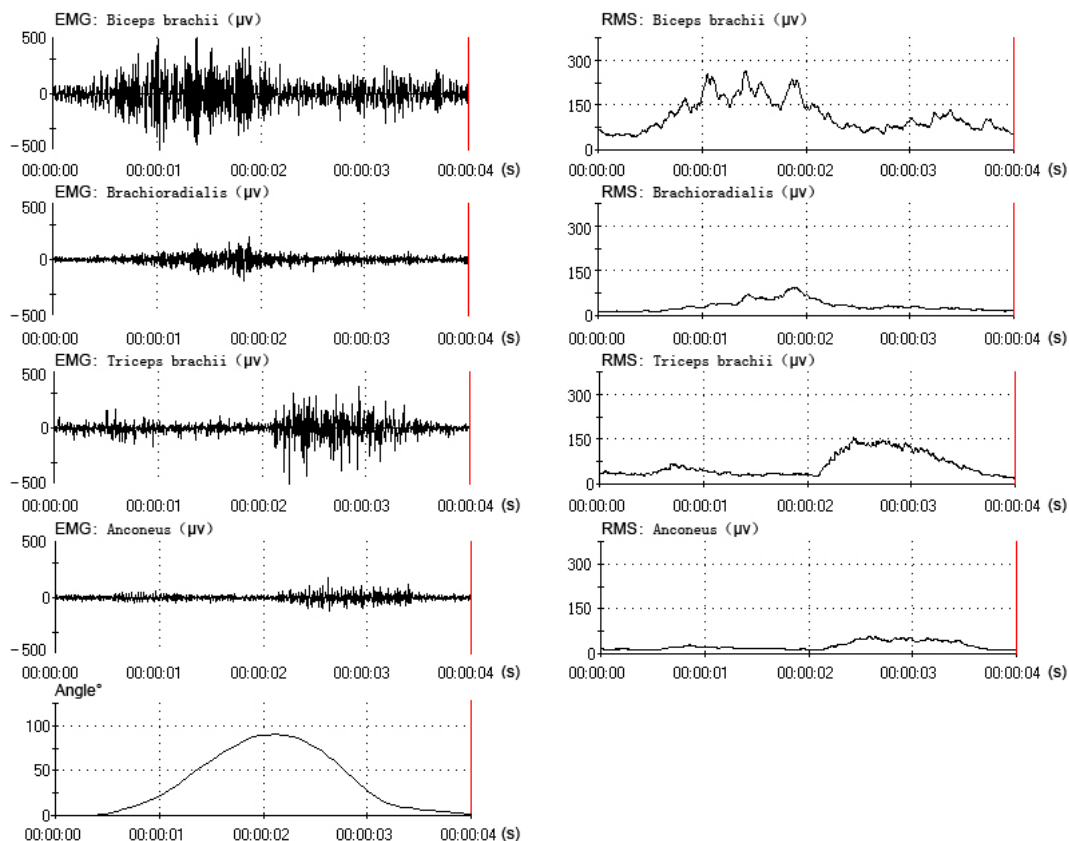 EMG: Biceps brachii (μv)
500
0
-500
00:00:00 00:00:01 00:00:02 00:00:03 00:00:04 (s)
RMS: Biceps brachii (μv)
300
150
0
00:00:00 00:00:01 00:00:02 00:00:03 00:00:04 (s)
EMG: Brachioradialis (μv)
500
0
-500
00:00:00 00:00:01 00:00:02 00:00:03 00:00:04 (s)
RMS: Brachioradialis (μv)
300
150
0
00:00:00 00:00:01 00:00:02 00:00:03 00:00:04 (s)
EMG: Triceps brachii (μv)
500
0
-500
00:00:00 00:00:01 00:00:02 00:00:03 00:00:04 (s)
RMS: Triceps brachii (μv)
300
150
0
00:00:00 00:00:01 00:00:02 00:00:03 00:00:04 (s)
EMG: Anconeus (μv)
500
0
-500
00:00:00 00:00:01 00:00:02 00:00:03 00:00:04 (s)
RMS: Anconeus (μv)
300
150
0
00:00:00 00:00:01 00:00:02 00:00:03 00:00:04 (s)
Angle°
100
50
0
00:00:00 00:00:01 00:00:02 00:00:03 00:00:04 (s)